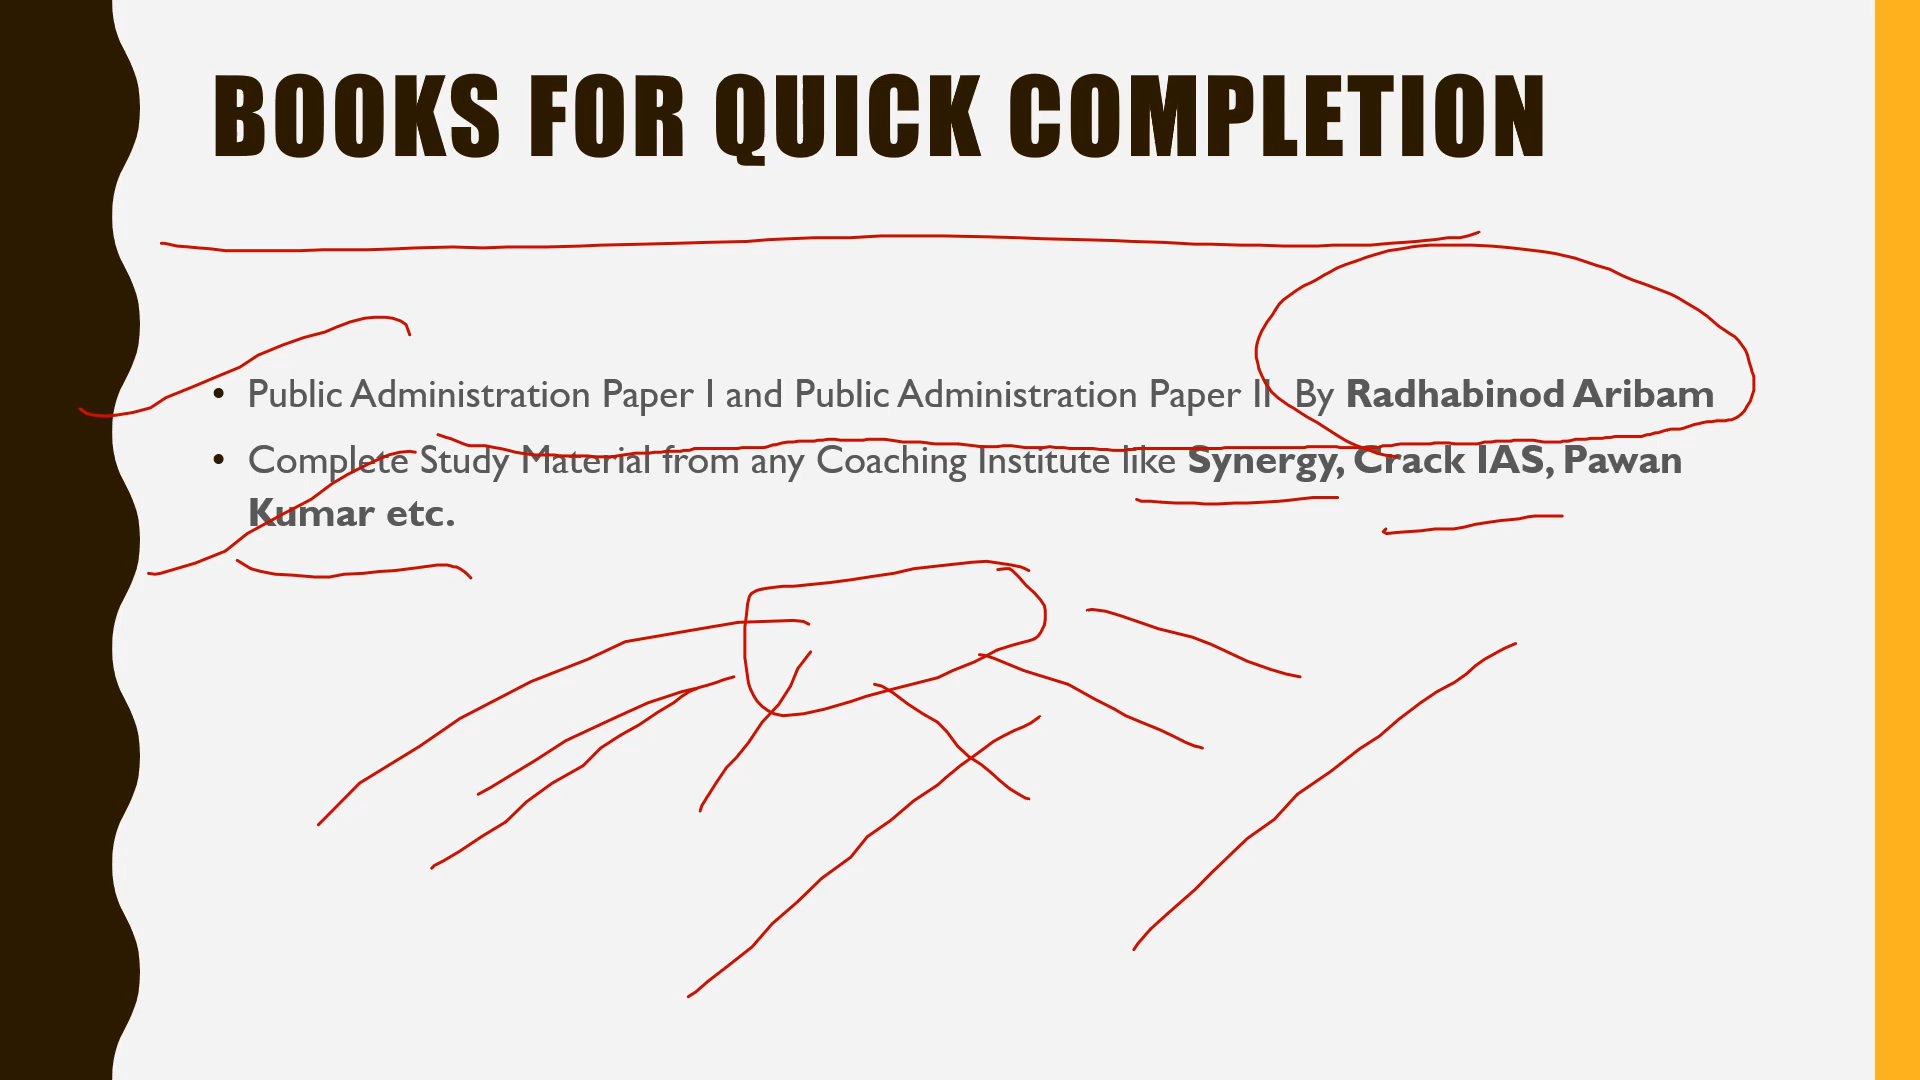 BOOKS FOR QUICK COMPLETION
• Public Administration Paper I and Public Administration Paper II By Radhabinod Aribam
• Complete Study Material from any Coaching Institute like Synergy, Crack IAS, Pawan
Kumar etc.